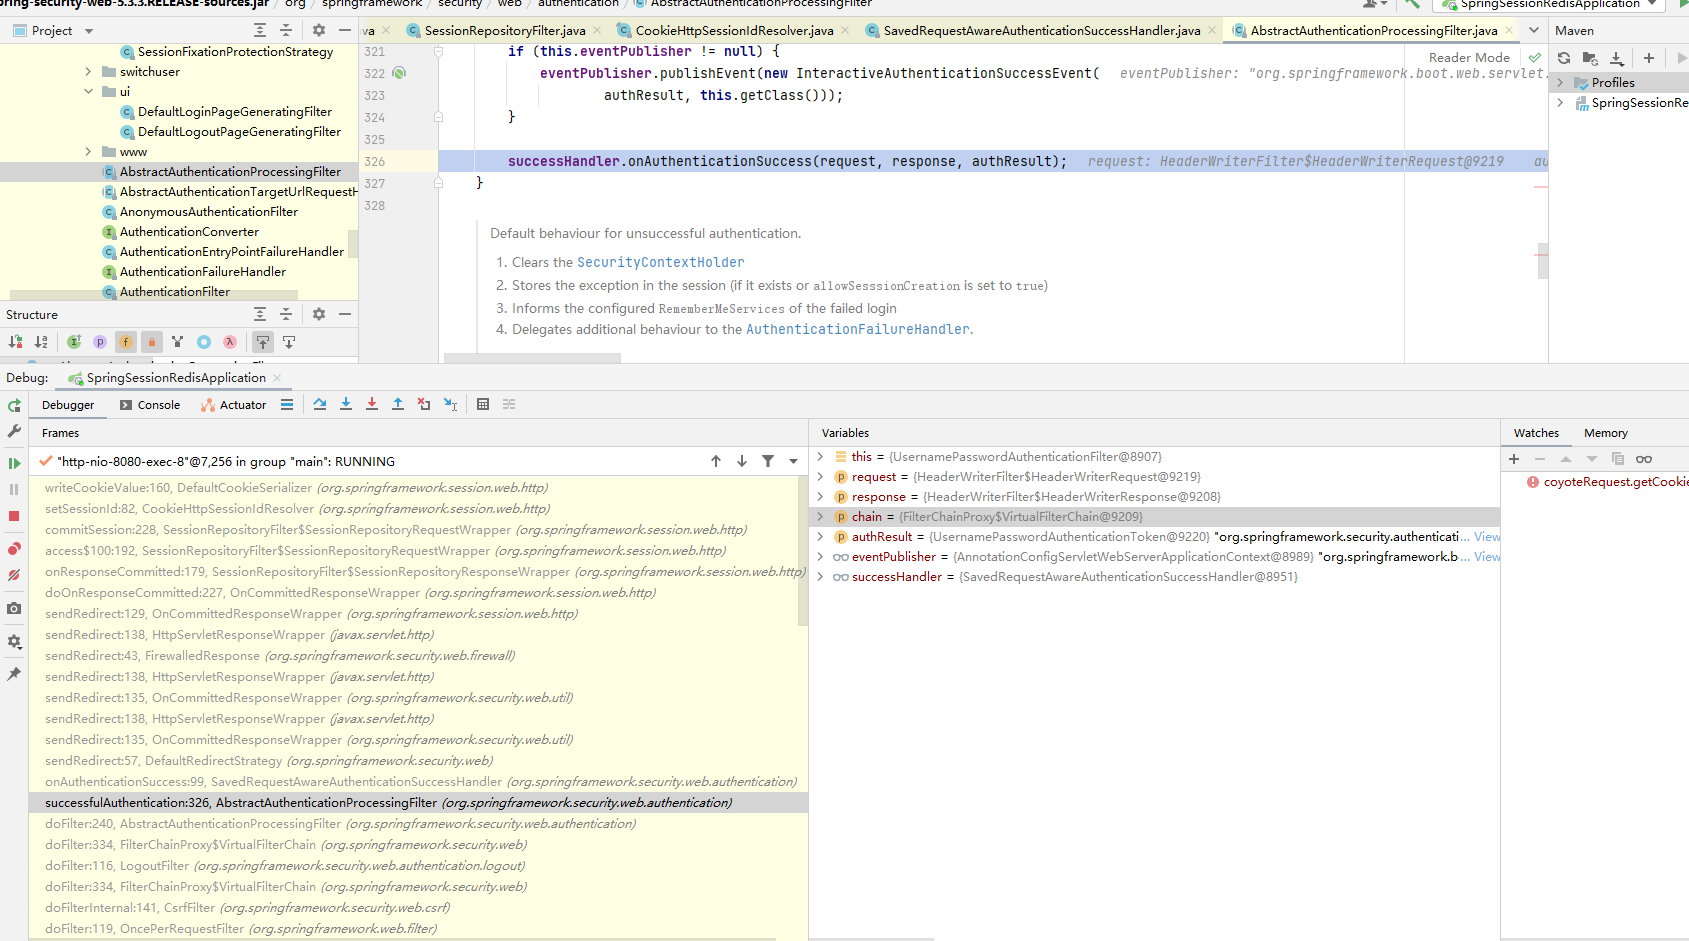 ring-security-web-5.3.3.RELEASE-sources.jar › org › springframework › security › web › authentication › AbstractAuthenticationProcessingFilter
SpringSessionRedisApplication
Project
va
SessionRepositoryFilter.java
CookieHttpSessionIdResolver.java
SavedRequestAwareAuthenticationSuccessHandler.java
AbstractAuthenticationProcessingFilter.java
Maven
SessionFixationProtectionStrategy
switchuser
ui
DefaultLoginPageGeneratingFilter
DefaultLogoutPageGeneratingFilter
www
AbstractAuthenticationProcessingFilter
AbstractAuthenticationTargetUrlRequestH
AnonymousAuthenticationFilter
AuthenticationConverter
AuthenticationEntryPointFailureHandler
AuthenticationFailureHandler
AuthenticationFilter
Reader Mode
321 if (this.eventPublisher != null) {
322 eventPublisher.publishEvent(new InteractiveAuthenticationSuccessEvent( eventPublisher: "org.springframework.boot.web.servlet.
323 authResult, this.getClass()));
324 }
325
326 successHandler.onAuthenticationSuccess(request, response, authResult); request: HeaderWriterFilter$HeaderWriterRequest@9219 au
327 }
328
Default behaviour for unsuccessful authentication.
1. Clears the SecurityContextHolder
2. Stores the exception in the session (if it exists or allowSesssionCreation is set to true)
3. Informs the configured RememberMeServices of the failed login
4. Delegates additional behaviour to the AuthenticationFailureHandler.
Profiles
SpringSessionRe
Structure
Debug:
SpringSessionRedisApplication
Debugger
Console
Actuator
Frames
"http-nio-8080-exec-8"@7,256 in group "main": RUNNING
writeCookieValue:160, DefaultCookieSerializer (org.springframework.session.web.http)
setSessionId:82, CookieHttpSessionIdResolver (org.springframework.session.web.http)
commitSession:228, SessionRepositoryFilter$SessionRepositoryRequestWrapper (org.springframework.session.web.http)
access$100:192, SessionRepositoryFilter$SessionRepositoryRequestWrapper (org.springframework.session.web.http)
onResponseCommitted:179, SessionRepositoryFilter$SessionRepositoryResponseWrapper (org.springframework.session.web.http)
doOnResponseCommitted:227, OnCommittedResponseWrapper (org.springframework.session.web.http)
sendRedirect:129, OnCommittedResponseWrapper (org.springframework.session.web.http)
sendRedirect:138, HttpServletResponseWrapper (javax.servlet.http)
sendRedirect:43, FirewalledResponse (org.springframework.security.web.firewall)
sendRedirect:138, HttpServletResponseWrapper (javax.servlet.http)
sendRedirect:135, OnCommittedResponseWrapper (org.springframework.security.web.util)
sendRedirect:138, HttpServletResponseWrapper (javax.servlet.http)
sendRedirect:135, OnCommittedResponseWrapper (org.springframework.security.web.util)
sendRedirect:57, DefaultRedirectStrategy (org.springframework.security.web)
onAuthenticationSuccess:99, SavedRequestAwareAuthenticationSuccessHandler (org.springframework.security.web.authentication)
successfulAuthentication:326, AbstractAuthenticationProcessingFilter (org.springframework.security.web.authentication)
doFilter:240, AbstractAuthenticationProcessingFilter (org.springframework.security.web.authentication)
doFilter:334, FilterChainProxy$VirtualFilterChain (org.springframework.security.web)
doFilter:116, LogoutFilter (org.springframework.security.web.authentication.logout)
doFilter:334, FilterChainProxy$VirtualFilterChain (org.springframework.security.web)
doFilterInternal:141, CsrfFilter (org.springframework.security.web.csrf)
doFilter:119, OncePerRequestFilter (org.springframework.web.filter)
Variables
this = {UsernamePasswordAuthenticationFilter@8907}
request = {HeaderWriterFilter$HeaderWriterRequest@9219}
response = {HeaderWriterFilter$HeaderWriterResponse@9208}
chain = {FilterChainProxy$VirtualFilterChain@9209}
authResult = {UsernamePasswordAuthenticationToken@9220} "org.springframework.security.authenticati... View
eventPublisher = {AnnotationConfigServletWebServerApplicationContext@8989} "org.springframework.b... View
successHandler = {SavedRequestAwareAuthenticationSuccessHandler@8951}
Watches
Memory
coyoteRequest.getCookie